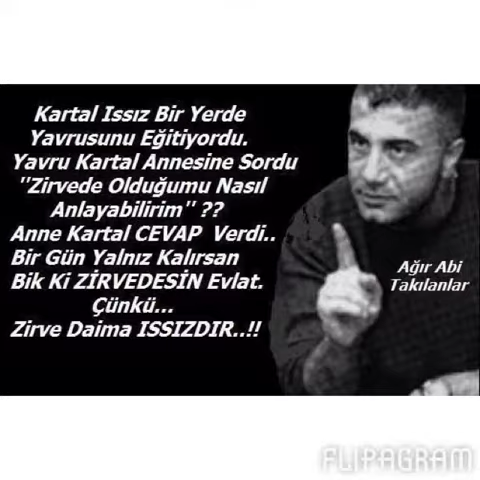 Kartal Issız Bir Yerde
Yavrusunu Eğitiyordu.
Yavru Kartal Annesine Sordu
"Zirvede Olduğumu Nasıl
Anlayabilirim" ??
Anne Kartal CEVAP Verdi..
Bir Gün Yalnız Kalırsan
Bik Ki ZİRVEDESİN Evlat.
Çünkü...
Zirve Daima ISSIZDIR..!!
Ağır Abi
Takılanlar
FLIPAGRAM